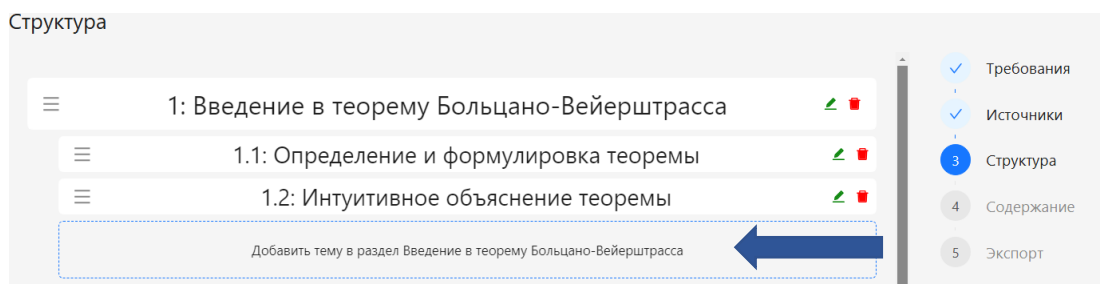 Структура
1: Введение в теорему Больцано-Вейерштрасса
1.1: Определение и формулировка теоремы
1.2: Интуитивное объяснение теоремы
Добавить тему в раздел Введение в теорему Больцано-Вейерштрасса
Требования
Источники
3 Структура
4 Содержание
5 Экспорт